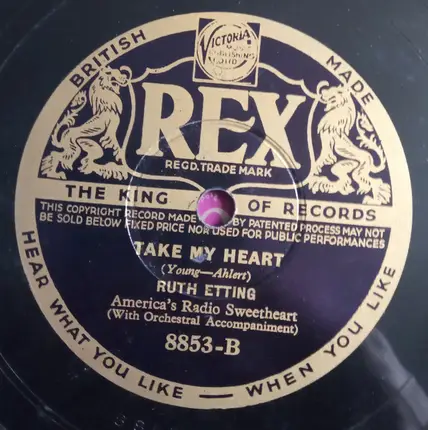 VICTORIA
BRITISH
MADE
REX
REGD. TRADE MARK
THE KING OF RECORDS
THIS COPYRIGHT RECORD MADE BY PATENTED PROCESS MAY NOT
BE SOLD BELOW FIXED PRICE NOR USED FOR PUBLIC PERFORMANCES
TAKE MY HEART
(Young—Ahlert)
RUTH ETTING
America's Radio Sweetheart
(With Orchestral Accompaniment)
8853-B
HEAR WHAT YOU LIKE — WHEN YOU LIKE